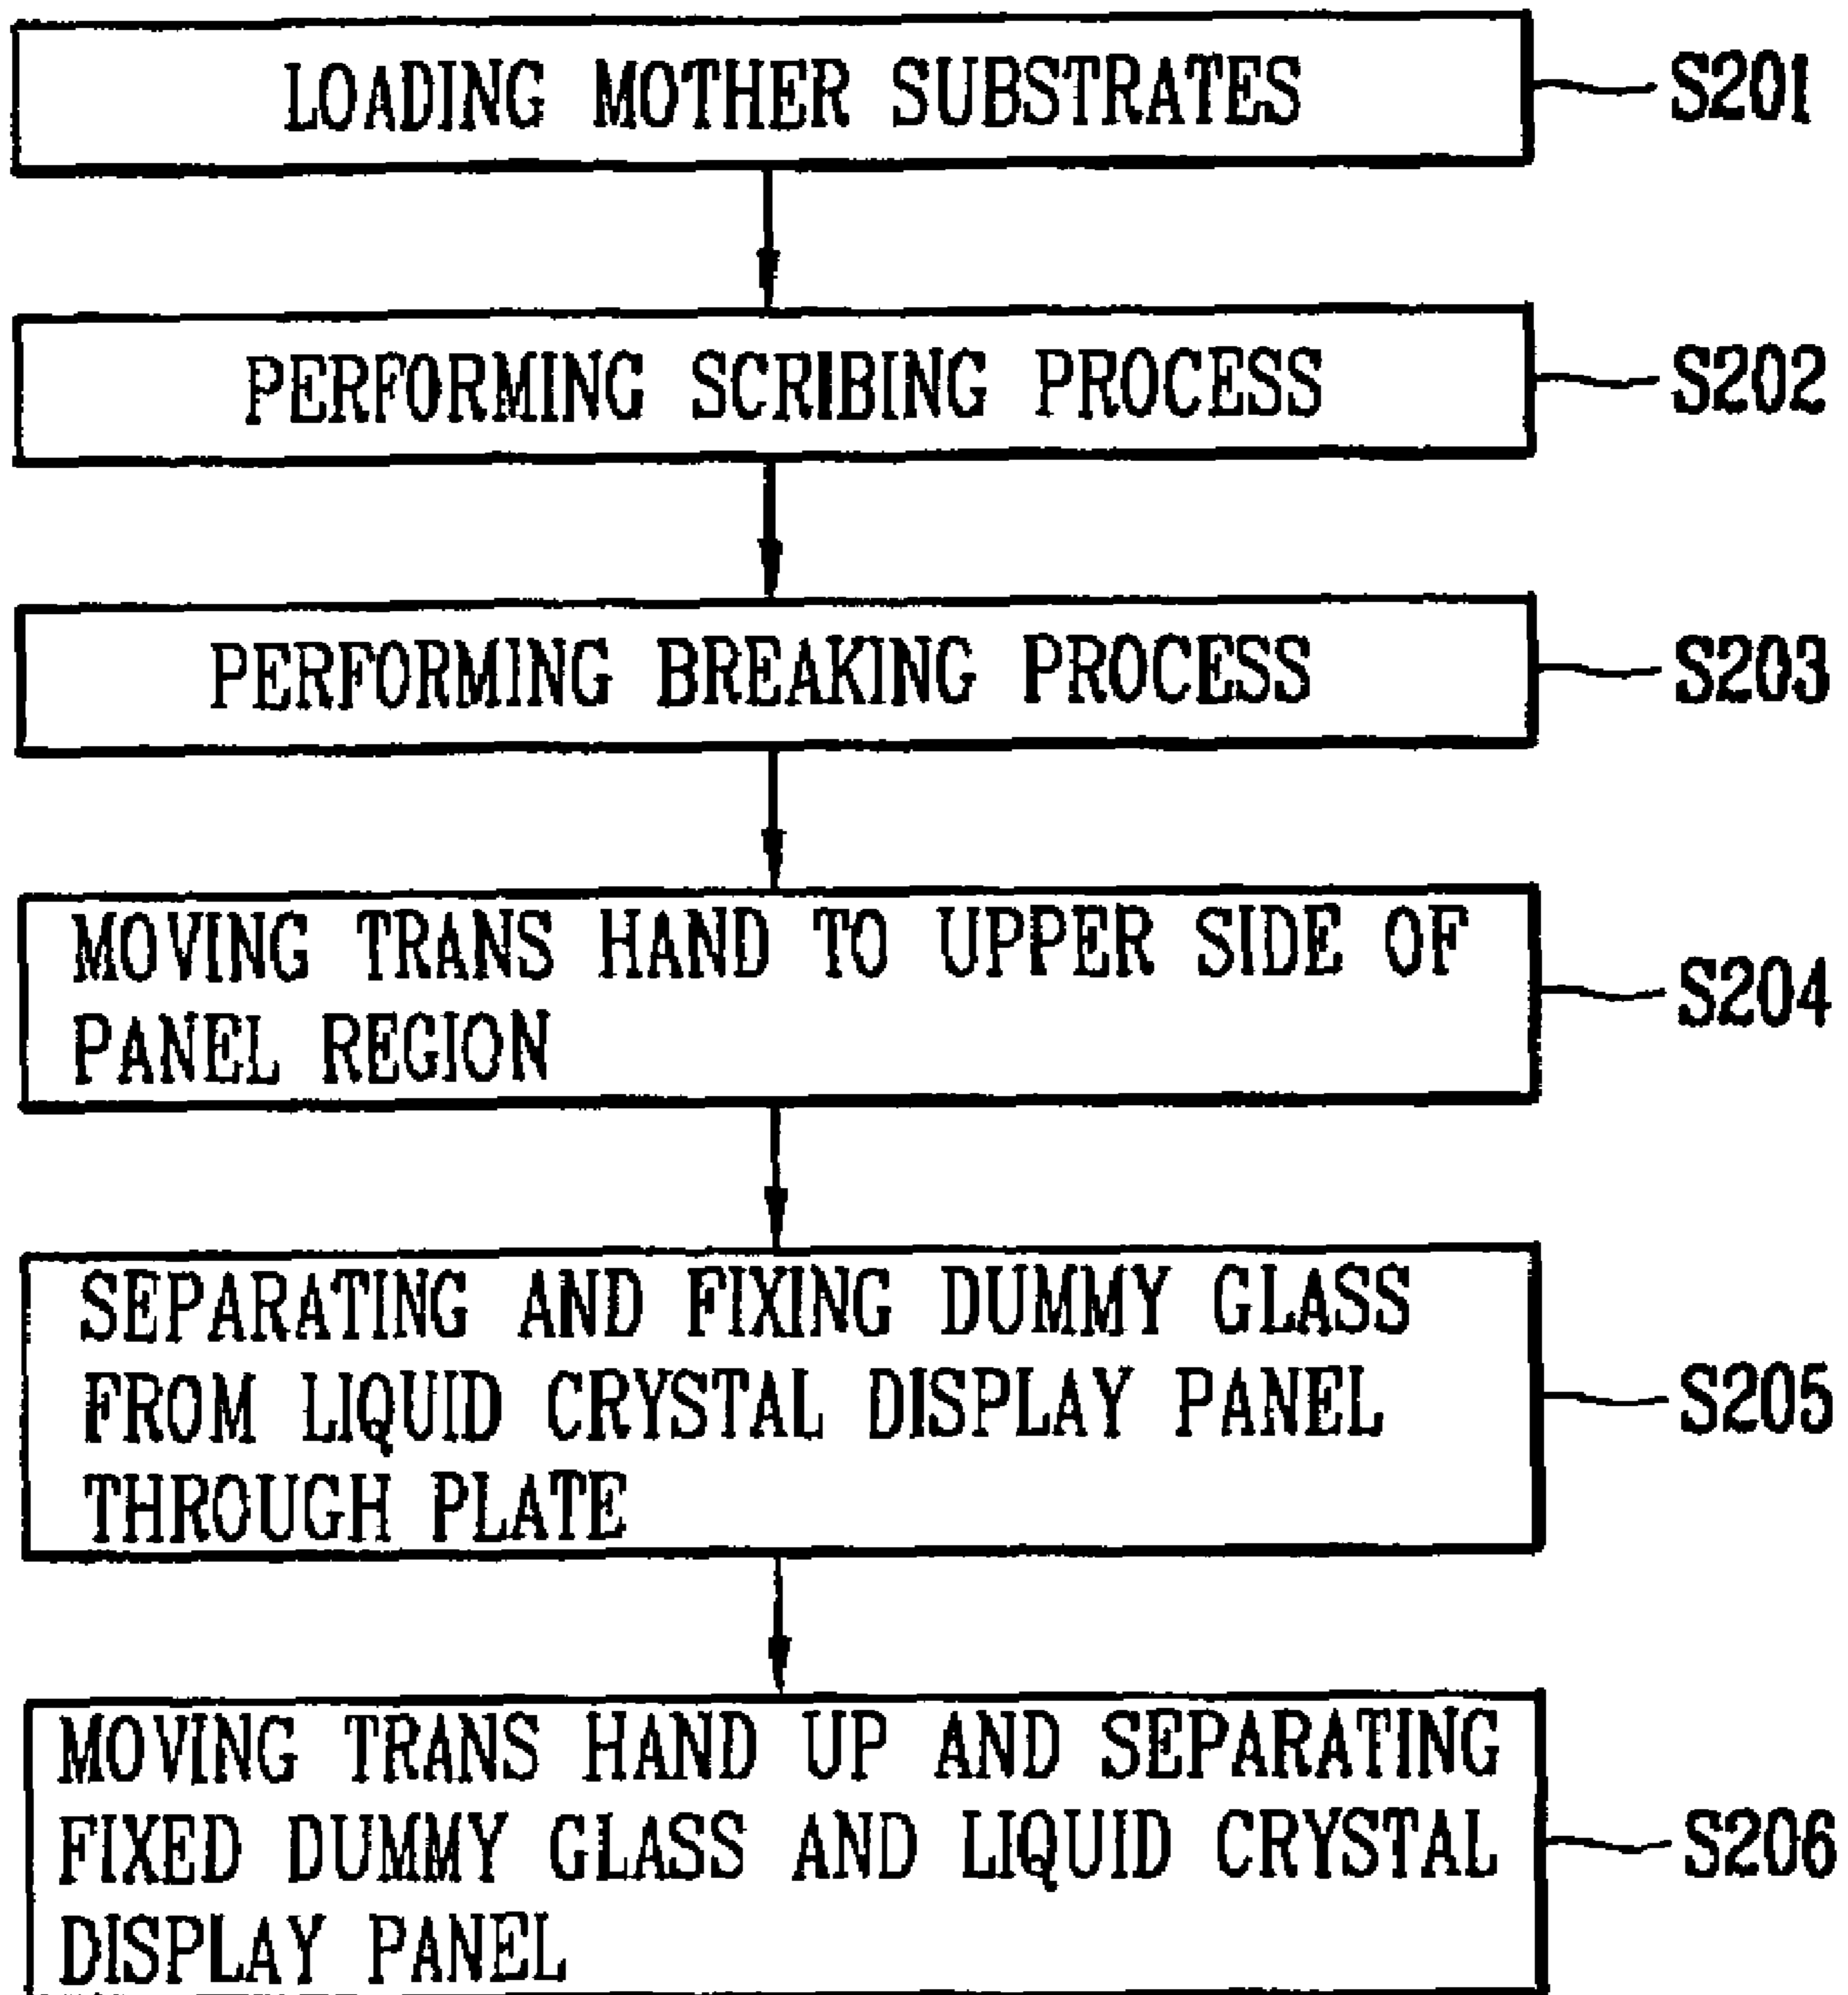 LOADING MOTHER SUBSTRATES
S201
PERFORMING SCRIBING PROCESS
S202
PERFORMING BREAKING PROCESS
S203
MOVING TRANS HAND TO UPPER SIDE OF
PANEL REGION
S204
SEPARATING AND FIXING DUMMY GLASS
FROM LIQUID CRYSTAL DISPLAY PANEL
THROUGH PLATE
S205
MOVING TRANS HAND UP AND SEPARATING
FIXED DUMMY GLASS AND LIQUID CRYSTAL
DISPLAY PANEL
S206